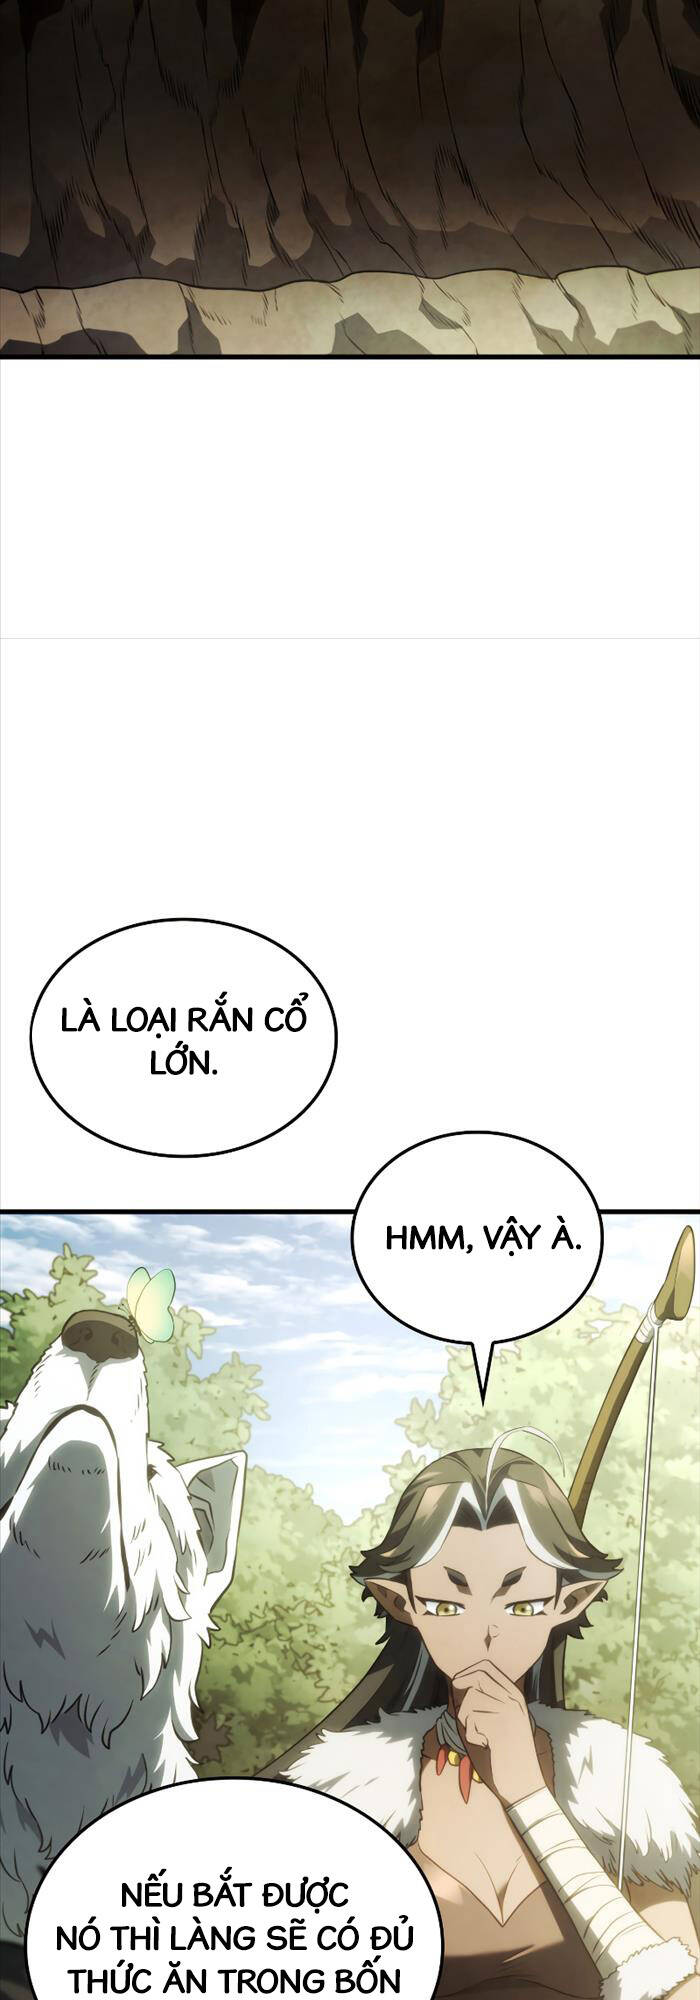 LÀ LOẠI RẮN CỔ
LỚN.
HMM, VẬY À.
NẾU BẮT ĐƯỢC
NÓ THÌ LÀNG SẼ CÓ ĐỦ
THỨC ĂN TRONG BỐN